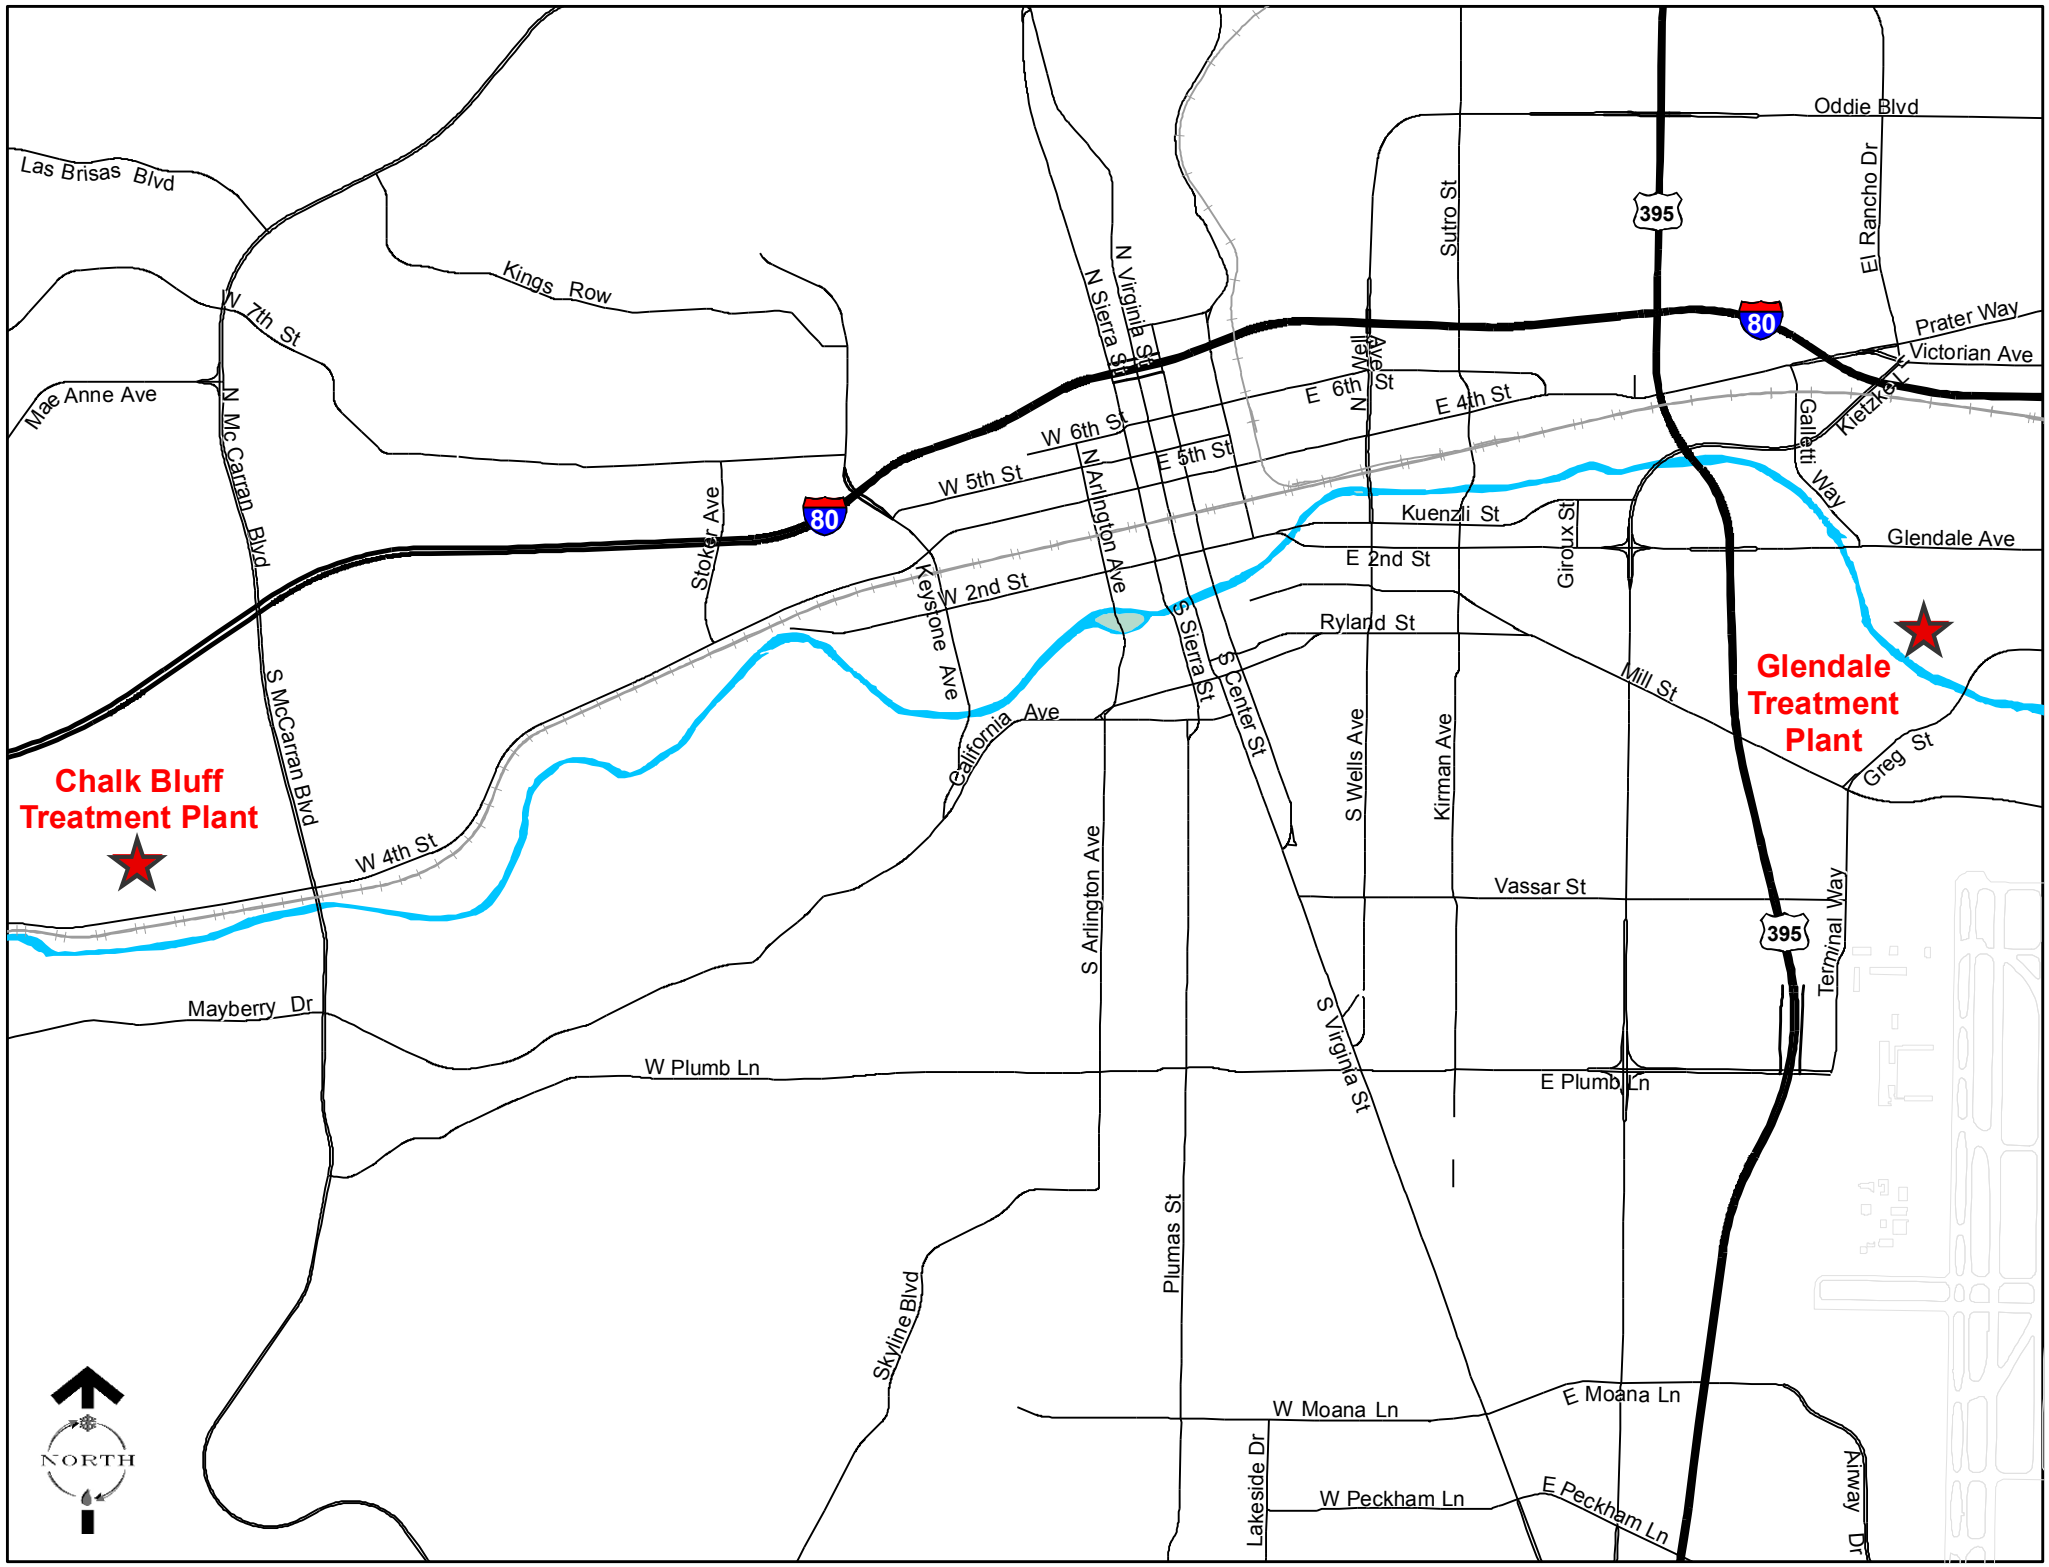 Oddie Blvd
Las Brisas Blvd
El Rancho Dr
Sutro St
395
Kings Row
N Virginia St
N Sierra St
W 7th St
80
Prater Way
Victorian Ave
N Wells Ave
Mae Anne Ave
E 6th St
E 4th St
Kietzke L
Galletti Way
N Mc Carran Blvd
W 6th St
E 5th St
W 5th St
N Arlington Ave
80
Stoker Ave
Kuenzli St
Giroux St
Glendale Ave
E 2nd St
Keystone Ave
W 2nd St
Ryland St
S Sierra St
S Center St
Mill St
Glendale
Treatment
Plant
S McCarran Blvd
California Ave
S Wells Ave
Kirman Ave
Greg St
Chalk Bluff
Treatment Plant
W 4th St
S Arlington Ave
Vassar St
Terminal Way
395
Mayberry Dr
S Virginia St
W Plumb Ln
E Plumb Ln
Plumas St
Skyline Blvd
W Moana Ln
E Moana Ln
Lakeside Dr
W Peckham Ln
E Peckham Ln
Airway Dr
NORTH